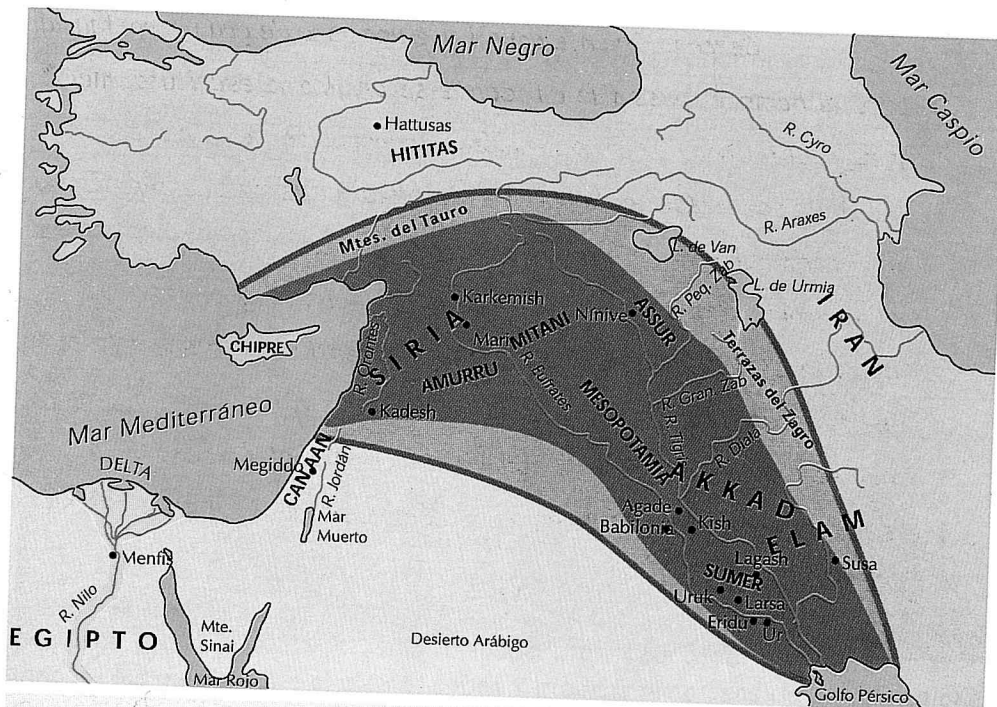 Mar Negro
Mar Caspio
Hattusas
HITITAS
R. Cyro
R. Araxes
Mtes. del Tauro
L. de Van
R. Peq. Zab
L. de Urmia
IRAN
Karkemish
Nínive
ASSUR
MITANI
Mari
SIRIA
CHIPRE
R. Orontes
AMURRU
R. Eufrates
Terrazas del Zagro
R. Gran Zab
Kadesh
MESOPOTAMIA
R. Tigris
R. Diala
Mar Mediterráneo
CANAAN
Megiddo
R. Jordán
DELTA
AKKAD
Mar
Muerto
Agade
Babilonia
Kish
ELAM
Menfis
Lagash
Susa
SUMER
R. Nilo
Uruk
Larsa
Eridu
Ur
EGIPTO
Mte.
Sinai
Desierto Arábigo
Mar Rojo
Golfo Pérsico